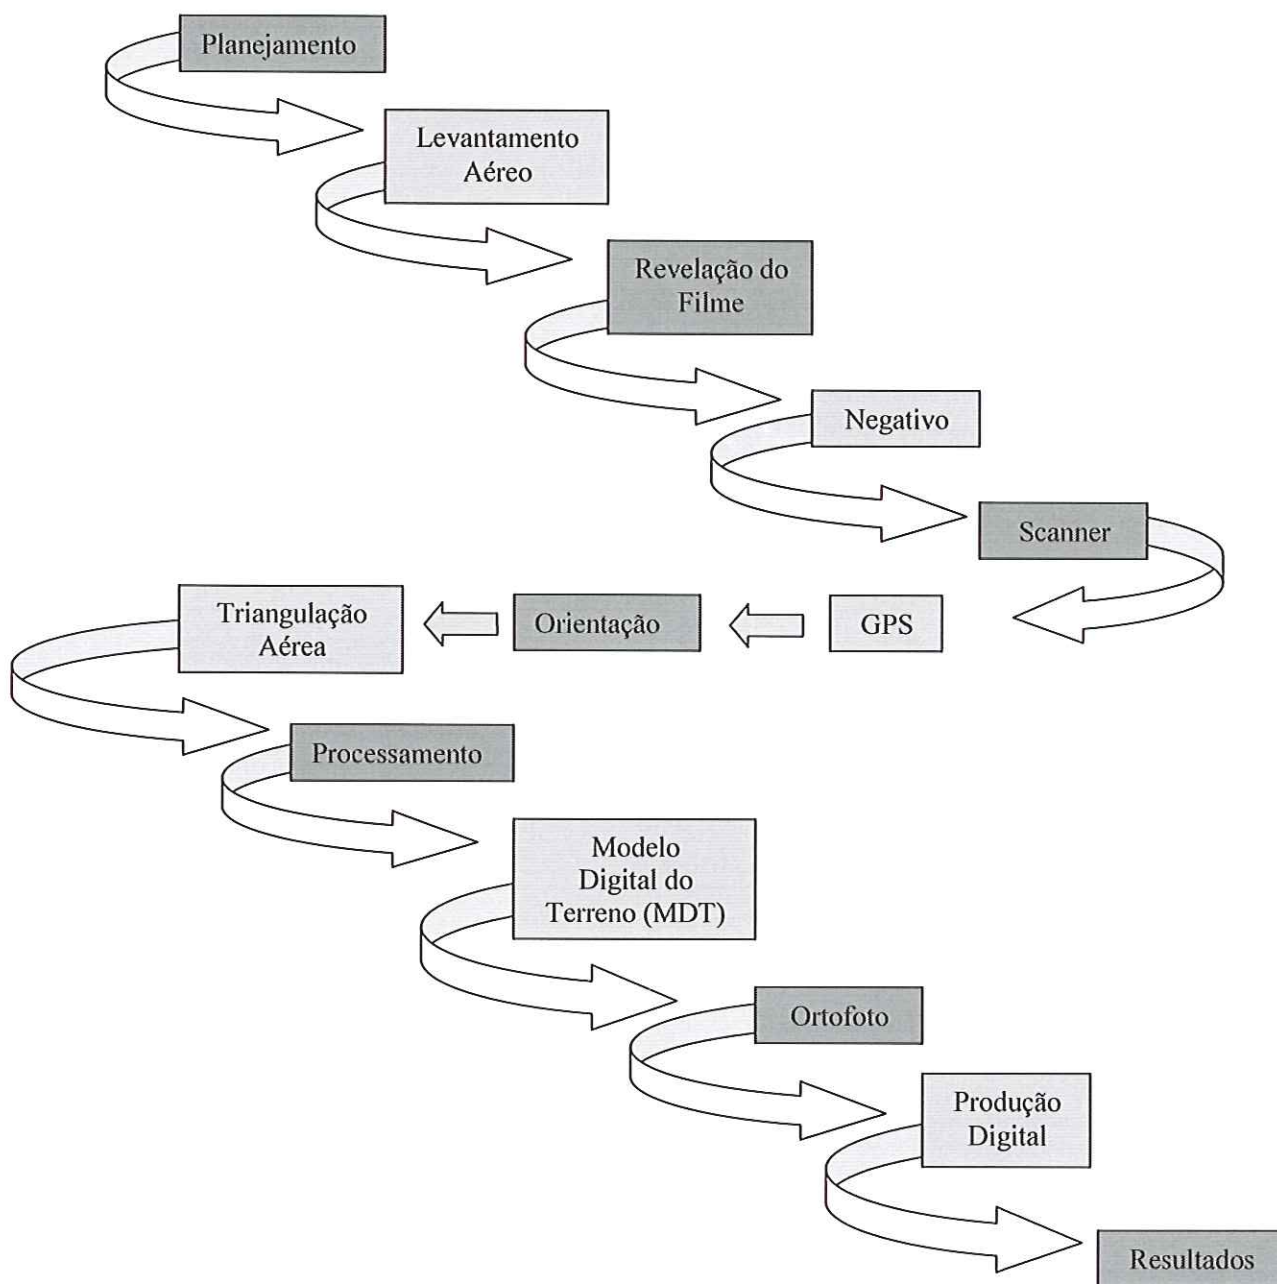 Planejamento
Levantamento
Aéreo
Revelação do
Filme
Negativo
Scanner
GPS
Orientação
Triangulação
Aérea
Processamento
Modelo
Digital do
Terreno (MDT)
Ortofoto
Produção
Digital
Resultados